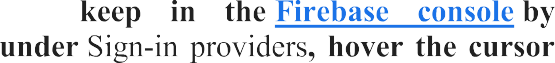 keep in the Firebase console by
under Sign-in providers, hover the cursor